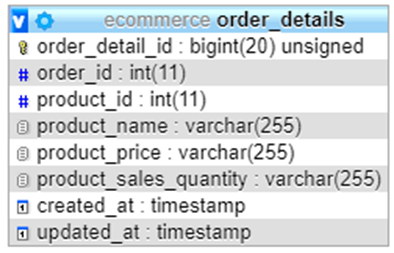 ecommerce order_details
order_detail_id : bigint(20) unsigned
order_id : int(11)
product_id : int(11)
product_name : varchar(255)
product_price : varchar(255)
product_sales_quantity : varchar(255)
created_at : timestamp
updated_at : timestamp